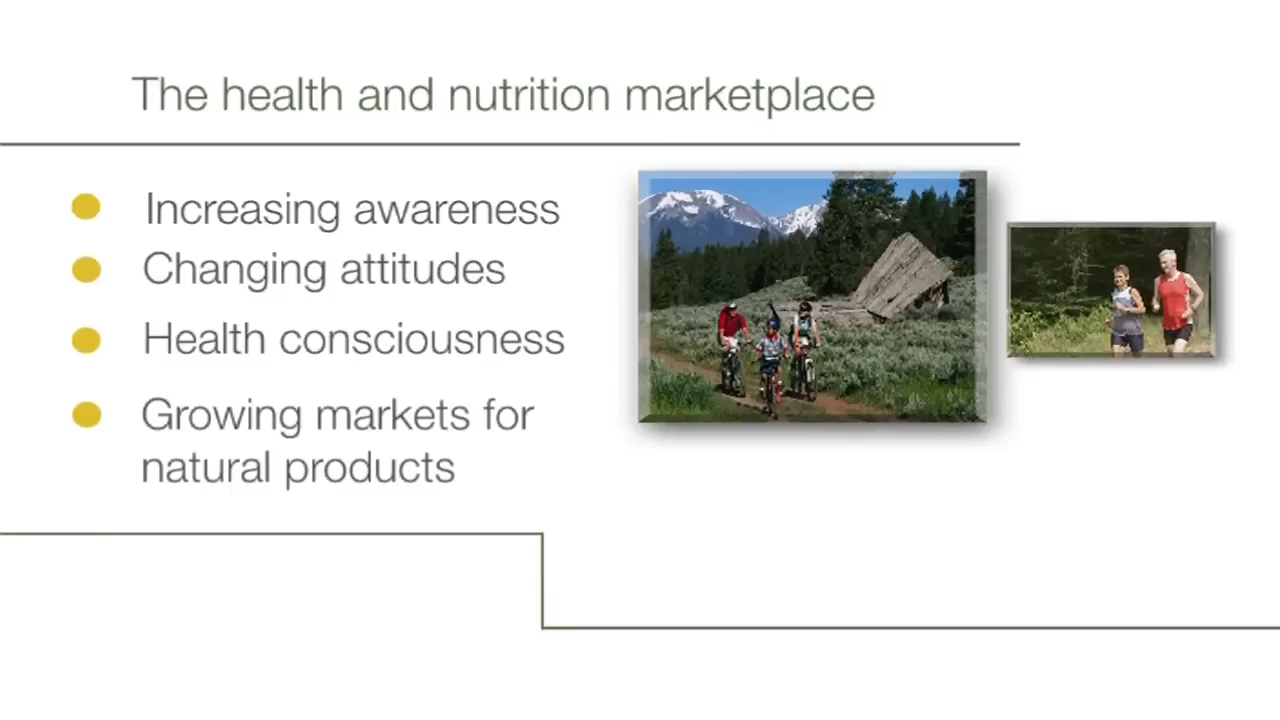 The health and nutrition marketplace
Increasing awareness
Changing attitudes
Health consciousness
Growing markets for
natural products